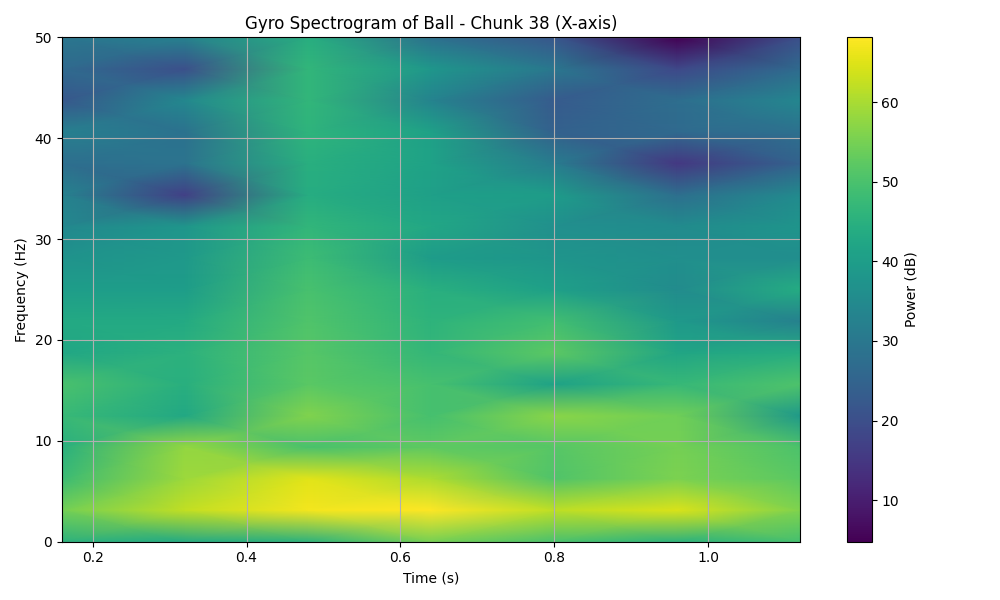 Gyro Spectrogram of Ball - Chunk 38 (X-axis)
50
40
30
20
10
0
Frequency (Hz)
0.2 0.4 0.6 0.8 1.0
Time (s)
60
50
40
30
20
10
Power (dB)